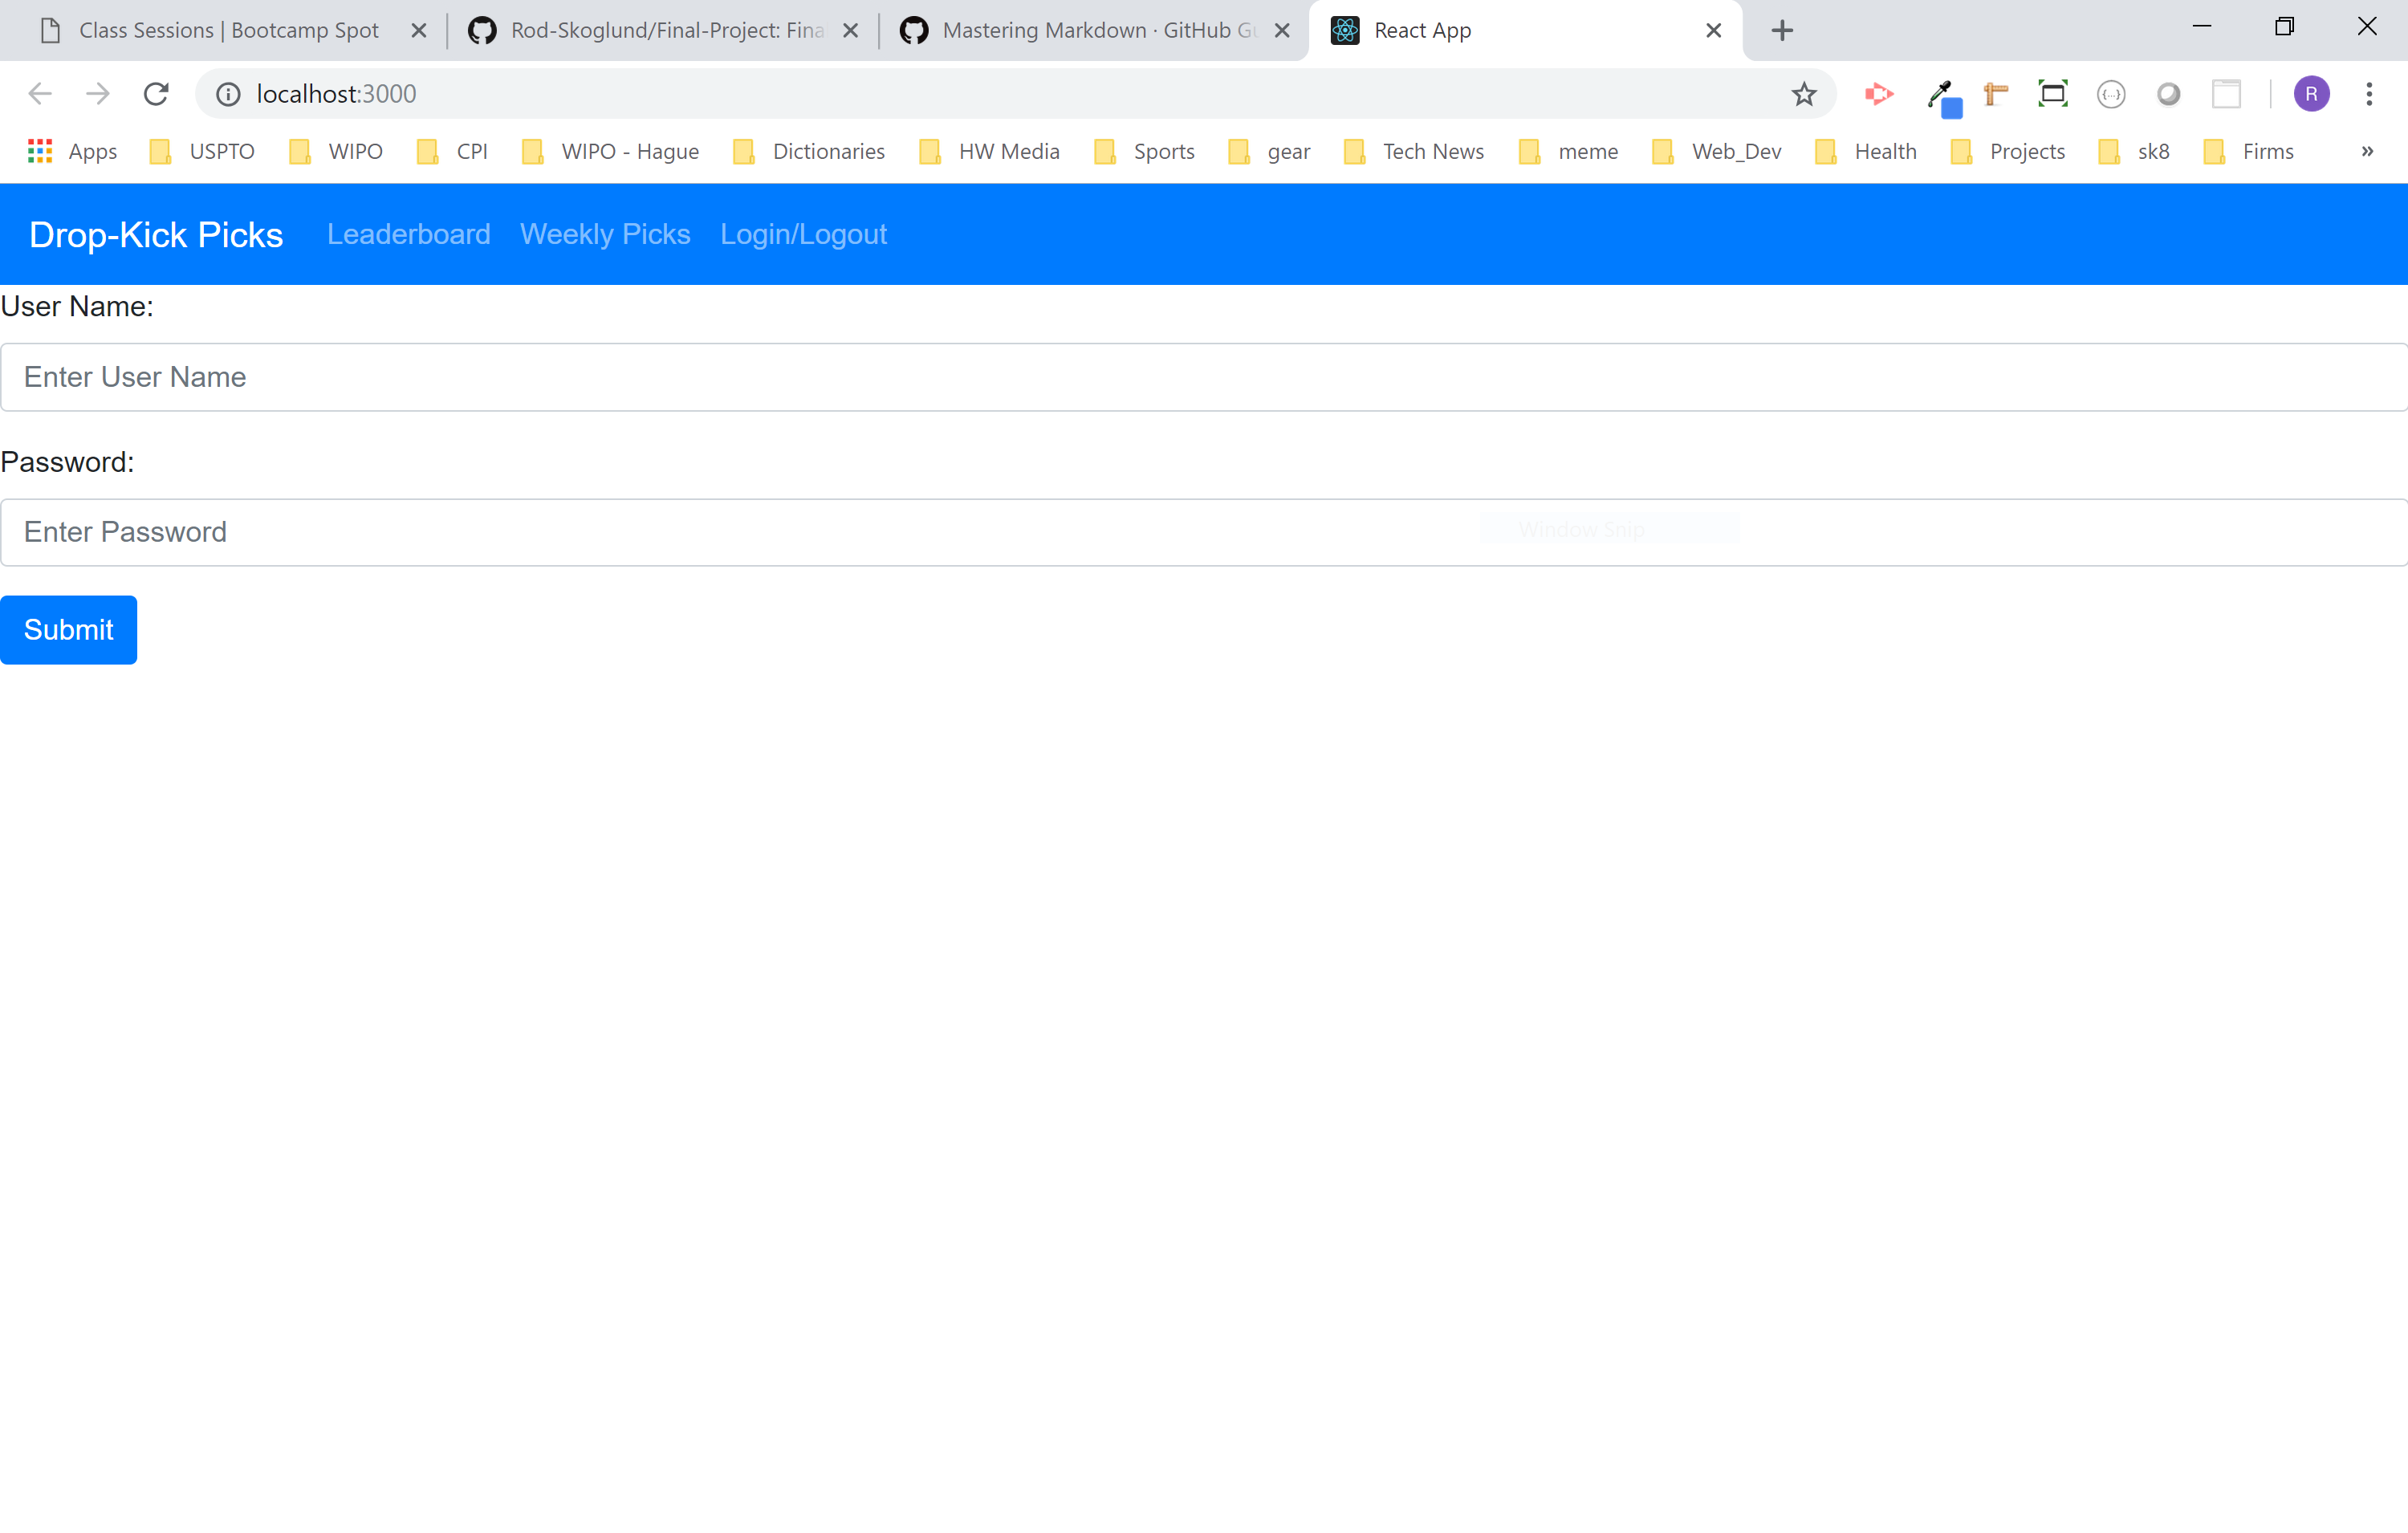 Class Sessions | Bootcamp Spot
Rod-Skoglund/Final-Project: Fina
Mastering Markdown · GitHub Gu
React App
localhost:3000
R
Apps USPTO WIPO CPI WIPO - Hague Dictionaries HW Media Sports gear Tech News meme Web_Dev Health Projects sk8 Firms »
Drop-Kick Picks Leaderboard Weekly Picks Login/Logout
User Name:
Enter User Name
Password:
Enter Password
Window Snip
Submit